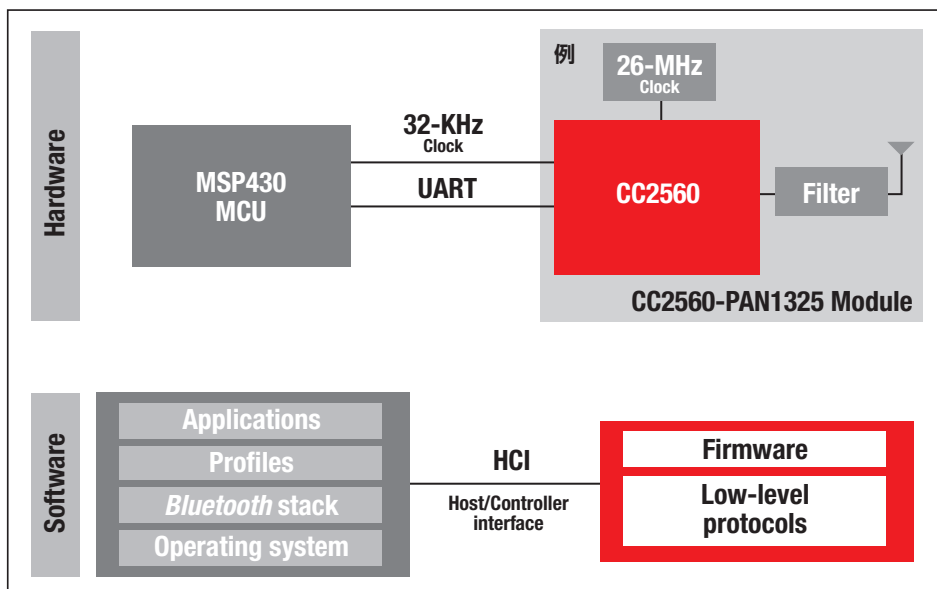 Hardware
例
26-MHz
Clock
32-KHz
Clock
MSP430
MCU
UART
CC2560
Filter
CC2560-PAN1325 Module
Software
Applications
Profiles
Bluetooth stack
Operating system
HCI
Host/Controller
interface
Firmware
Low-level
protocols